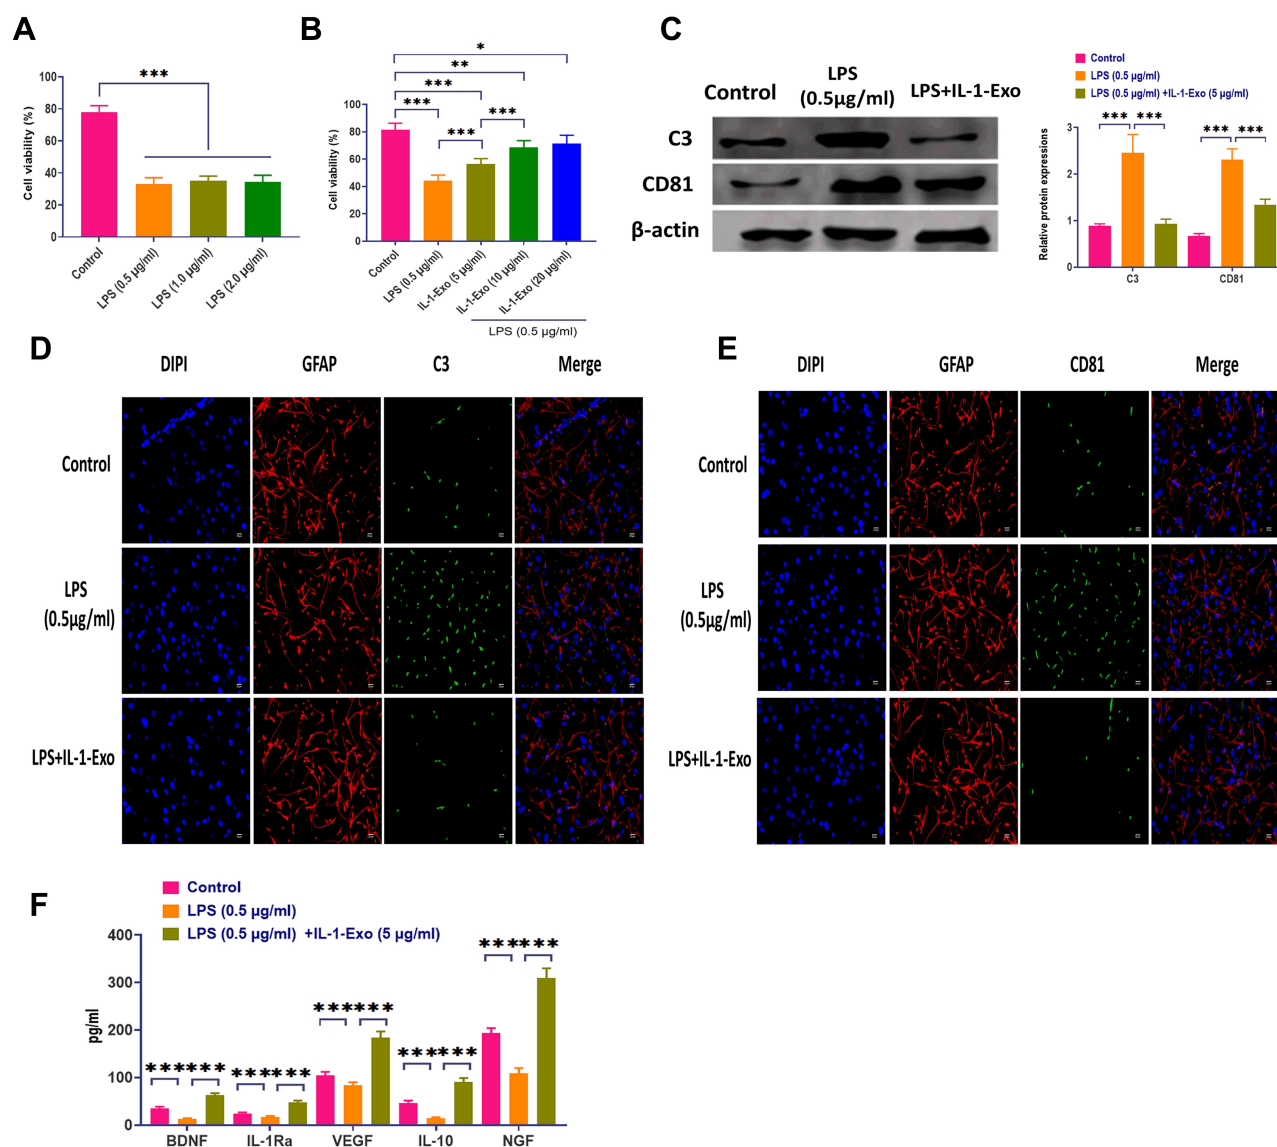 A
Cell viability (%)
100
80
60
40
20
0
***
Control
LPS (0.5 µg/ml)
LPS (1.0 µg/ml)
LPS (2.0 µg/ml)
B
Cell viability (%)
100
80
60
40
20
0
*
**
***
*** *** ***
Control
LPS (0.5 µg/ml)
IL-1-Exo (5 µg/ml)
IL-1-Exo (10 µg/ml)
IL-1-Exo (20 µg/ml)
LPS (0.5 µg/ml)
C
Control
LPS
(0.5µg/ml)
LPS+IL-1-Exo
C3
CD81
β-actin
Control
LPS (0.5 µg/ml)
LPS (0.5 µg/ml) +IL-1-Exo (5 µg/ml)
Relative protein expressions
3
2
1
0
*** *** *** ***
C3 CD81
D
DIPI GFAP C3 Merge
Control
LPS
(0.5µg/ml)
LPS+IL-1-Exo
E
DIPI GFAP CD81 Merge
Control
LPS
(0.5µg/ml)
LPS+IL-1-Exo
F
Control
LPS (0.5 µg/ml)
LPS (0.5 µg/ml) +IL-1-Exo (5 µg/ml)
pg/ml
400
300
200
100
0
*** *** *** *** *** *** *** *** *** ***
BDNF IL-1Ra VEGF IL-10 NGF